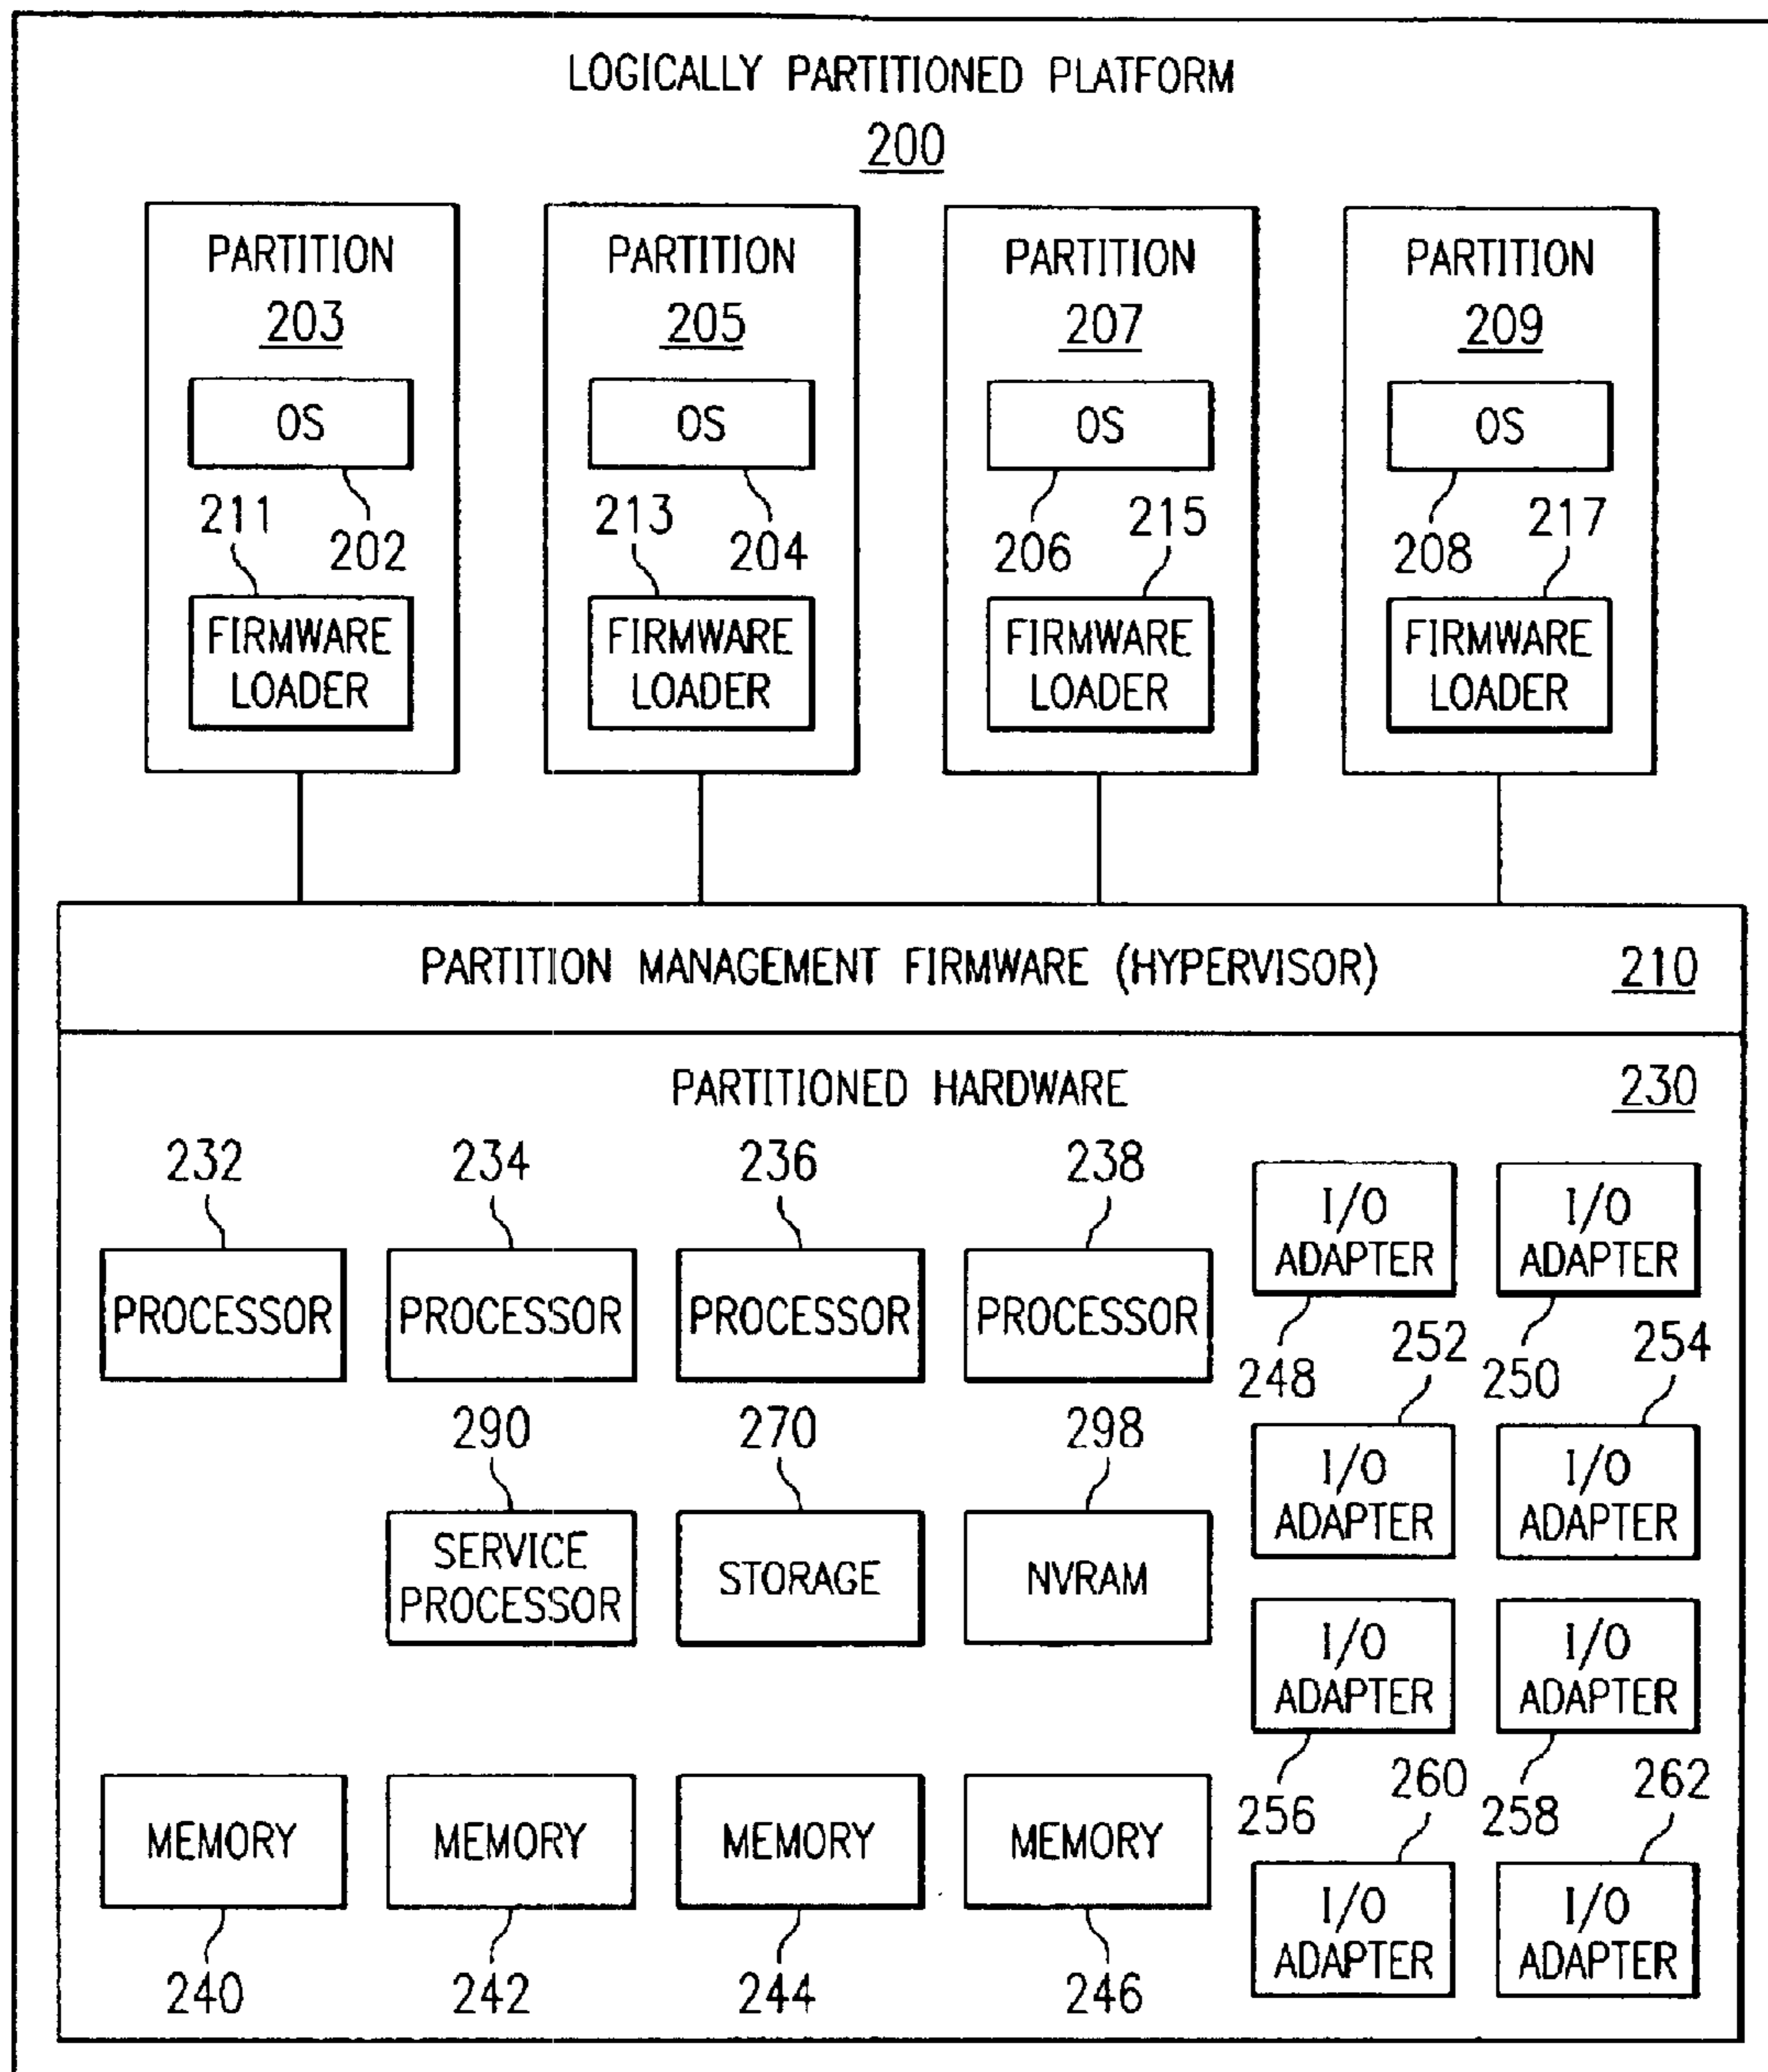 LOGICALLY PARTITIONED PLATFORM
200
PARTITION PARTITION PARTITION PARTITION
203 205 207 209
OS OS OS OS
211 202 213 204 206 215 208 217
FIRMWARE LOADER FIRMWARE LOADER FIRMWARE LOADER FIRMWARE LOADER
PARTITION MANAGEMENT FIRMWARE (HYPERVISOR) 210
PARTITIONED HARDWARE 230
232 234 236 238
PROCESSOR PROCESSOR PROCESSOR PROCESSOR
I/O ADAPTER I/O ADAPTER
248 252 250 254
290 270 298
SERVICE PROCESSOR STORAGE NVRAM
I/O ADAPTER I/O ADAPTER
I/O ADAPTER I/O ADAPTER
256 260 258 262
MEMORY MEMORY MEMORY MEMORY
I/O ADAPTER I/O ADAPTER
240 242 244 246